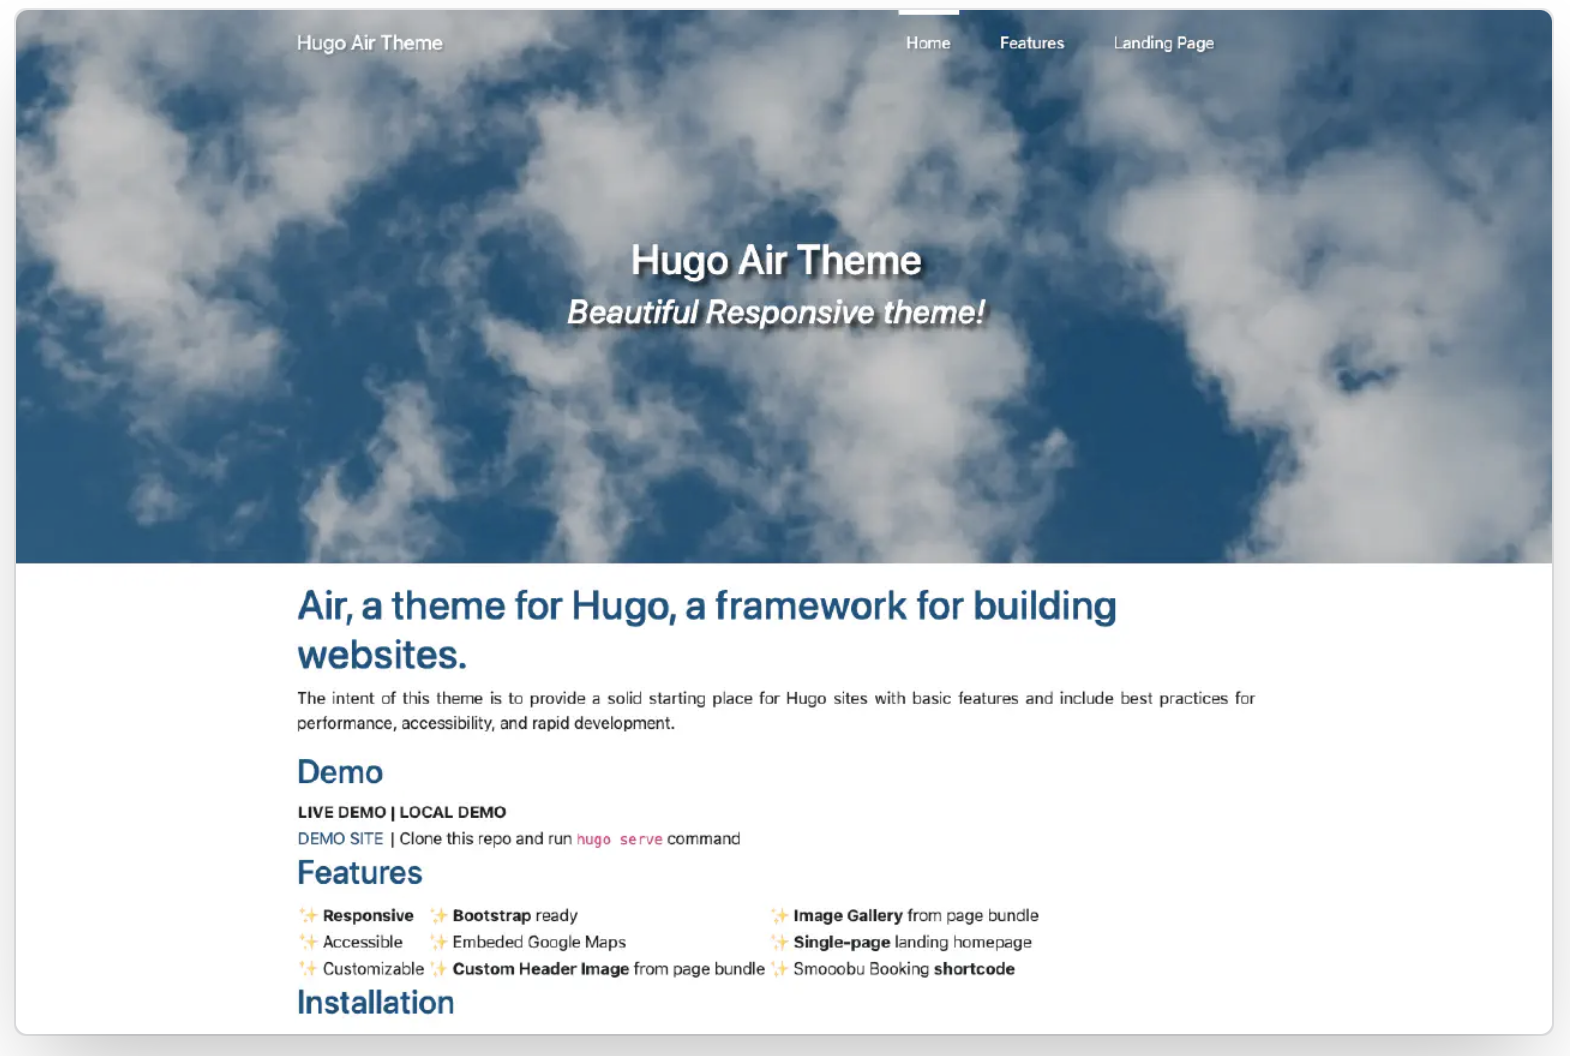 Hugo Air Theme
Home Features Landing Page
Hugo Air Theme
Beautiful Responsive theme!
Air, a theme for Hugo, a framework for building
websites.
The intent of this theme is to provide a solid starting place for Hugo sites with basic features and include best practices for
performance, accessibility, and rapid development.
Demo
LIVE DEMO | LOCAL DEMO
DEMO SITE | Clone this repo and run hugo serve command
Features
✨ Responsive ✨ Bootstrap ready ✨ Image Gallery from page bundle
✨ Accessible ✨ Embeded Google Maps ✨ Single-page landing homepage
✨ Customizable ✨ Custom Header Image from page bundle ✨ Smooobu Booking shortcode
Installation